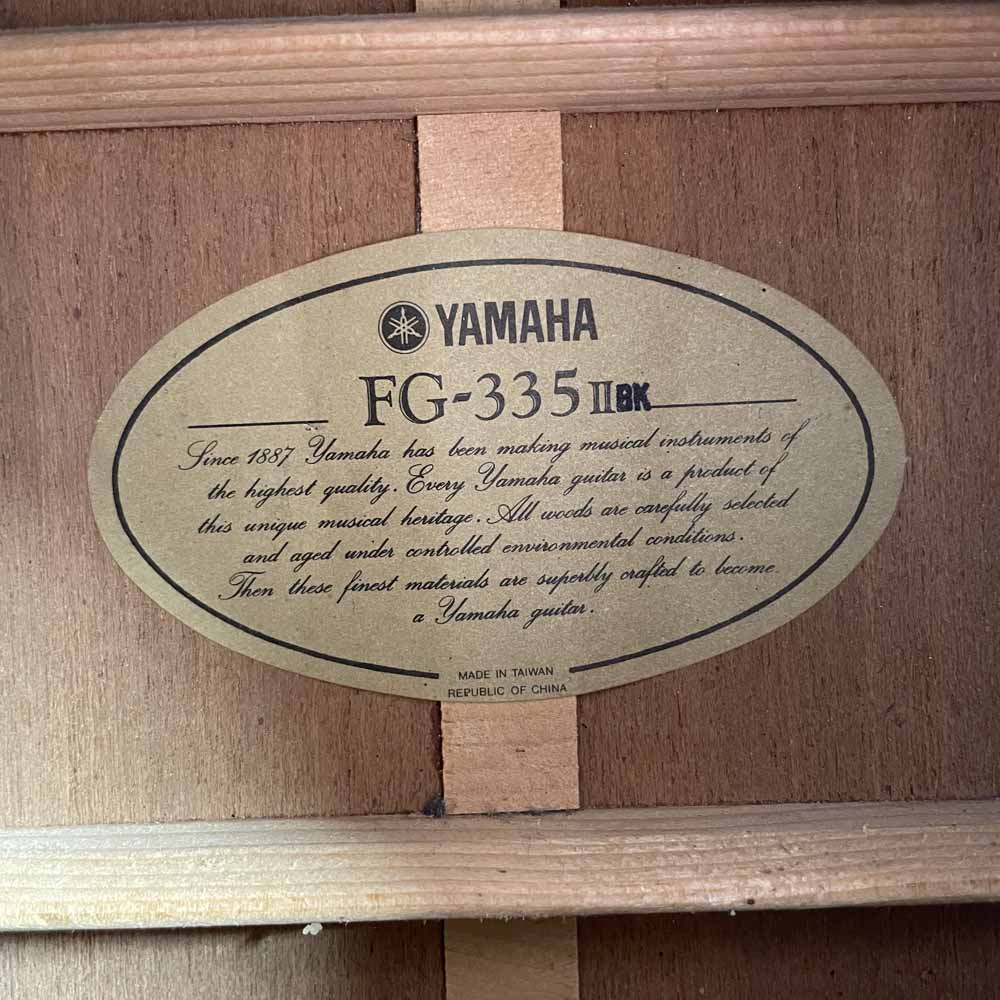 YAMAHA
FG-335 II BK
Since 1887 Yamaha has been making musical instruments of
the highest quality. Every Yamaha guitar is a product of
this unique musical heritage. All woods are carefully selected
and aged under controlled environmental conditions.
Then these finest materials are superbly crafted to become
a Yamaha guitar.
MADE IN TAIWAN
REPUBLIC OF CHINA